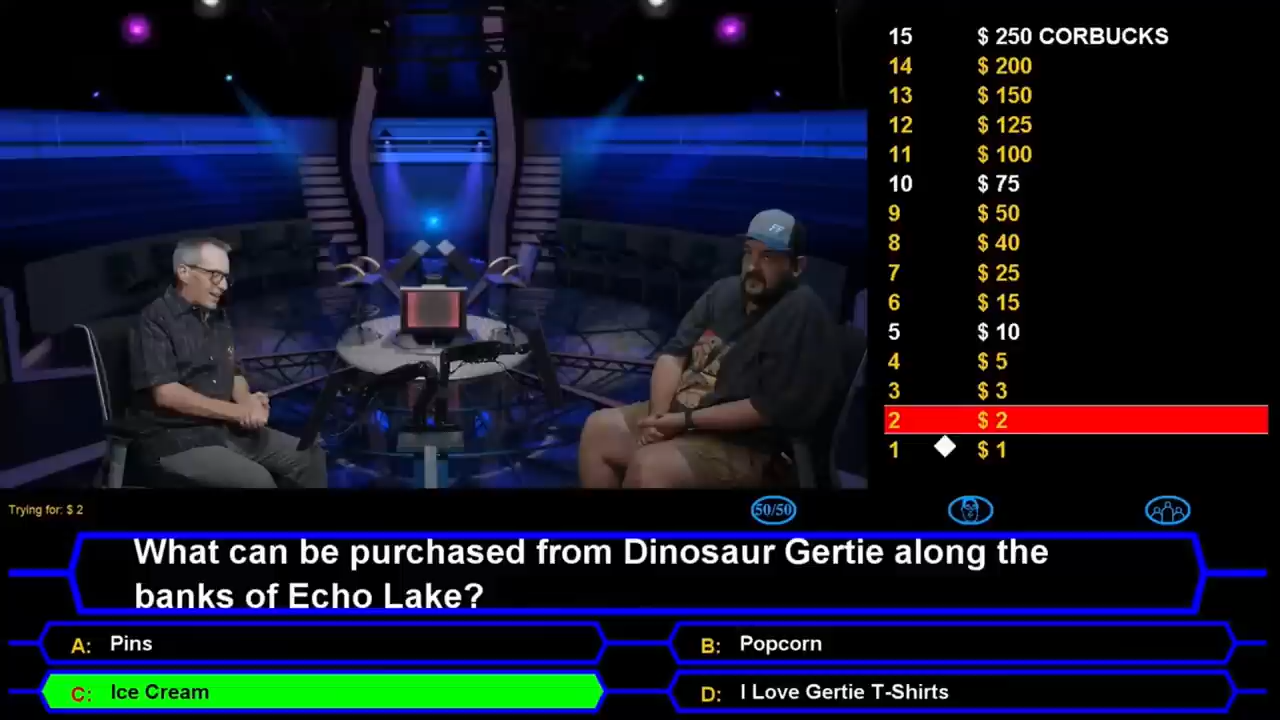 15 $ 250 CORBUCKS
14 $ 200
13 $ 150
12 $ 125
11 $ 100
10 $ 75
9 $ 50
8 $ 40
7 $ 25
6 $ 15
5 $ 10
4 $ 5
3 $ 3
2 $ 2
1 $ 1
FF
Trying for: $ 2
50/50
What can be purchased from Dinosaur Gertie along the
banks of Echo Lake?
A: Pins
B: Popcorn
C: Ice Cream
D: I Love Gertie T-Shirts